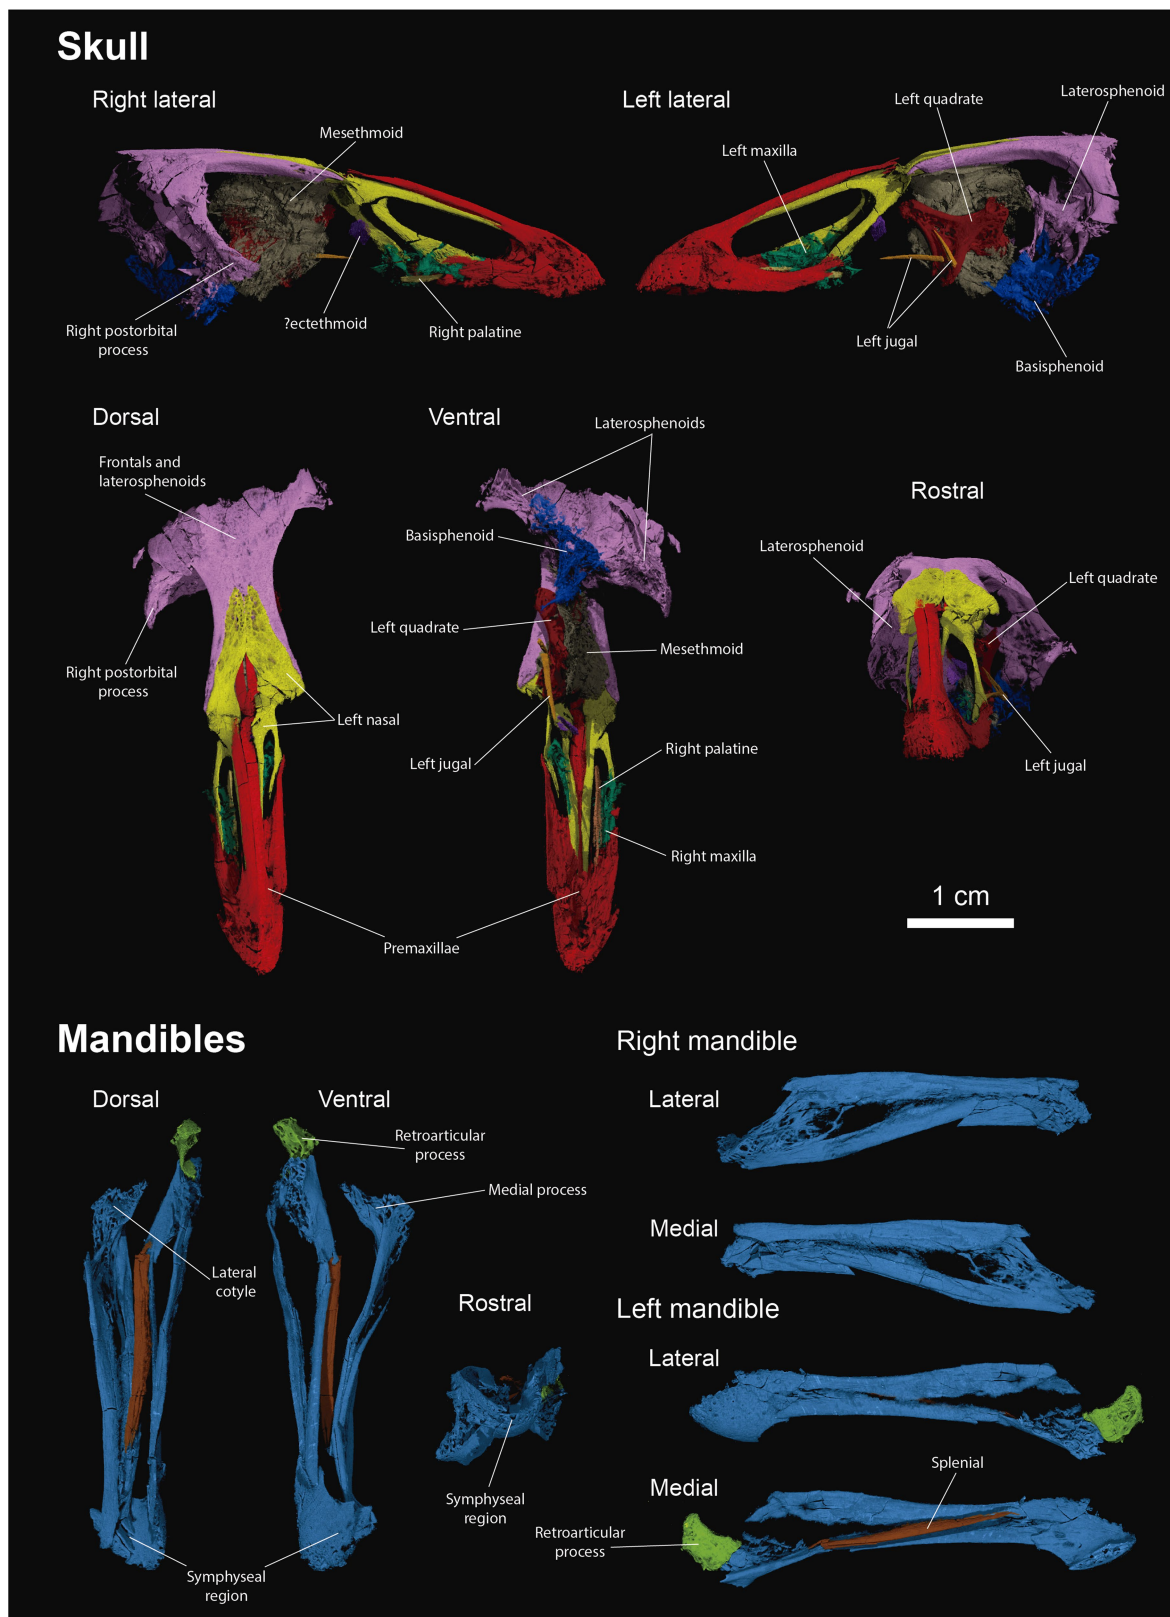 Skull
Right lateral
Left lateral
Mesethmoid
Left maxilla
Left quadrate
Laterosphenoid
Right postorbital
process
?ectethmoid
Right palatine
Left jugal
Basisphenoid
Dorsal
Ventral
Rostral
Frontals and
laterosphenoids
Right postorbital
process
Left nasal
Laterosphenoids
Basisphenoid
Left quadrate
Mesethmoid
Left jugal
Right palatine
Right maxilla
Premaxillae
Laterosphenoid
Left quadrate
Left jugal
1 cm
Mandibles
Dorsal
Ventral
Retroarticular
process
Medial process
Lateral
cotyle
Symphyseal
region
Rostral
Symphyseal
region
Right mandible
Lateral
Medial
Left mandible
Lateral
Medial
Splenial
Retroarticular
process